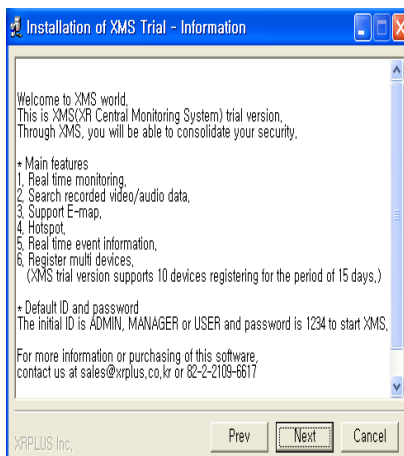 Installation of XMS Trial - Information
Welcome to XMS world,
This is XMS(XR Central Monitoring System) trial version,
Through XMS, you will be able to consolidate your security,
* Main features
1, Real time monitoring,
2, Search recorded video/audio data,
3, Support E-map,
4, Hotspot,
5, Real time event information,
6, Register multi devices,
(XMS trial version supports 10 devices registering for the period of 15 days,)
* Default ID and password
The initial ID is ADMIN, MANAGER or USER and password is 1234 to start XMS,
For more information or purchasing of this software,
contact us at sales@xrplus,co,kr or 82-2-2109-6617
XRPLUS Inc,
Prev
Next
Cancel